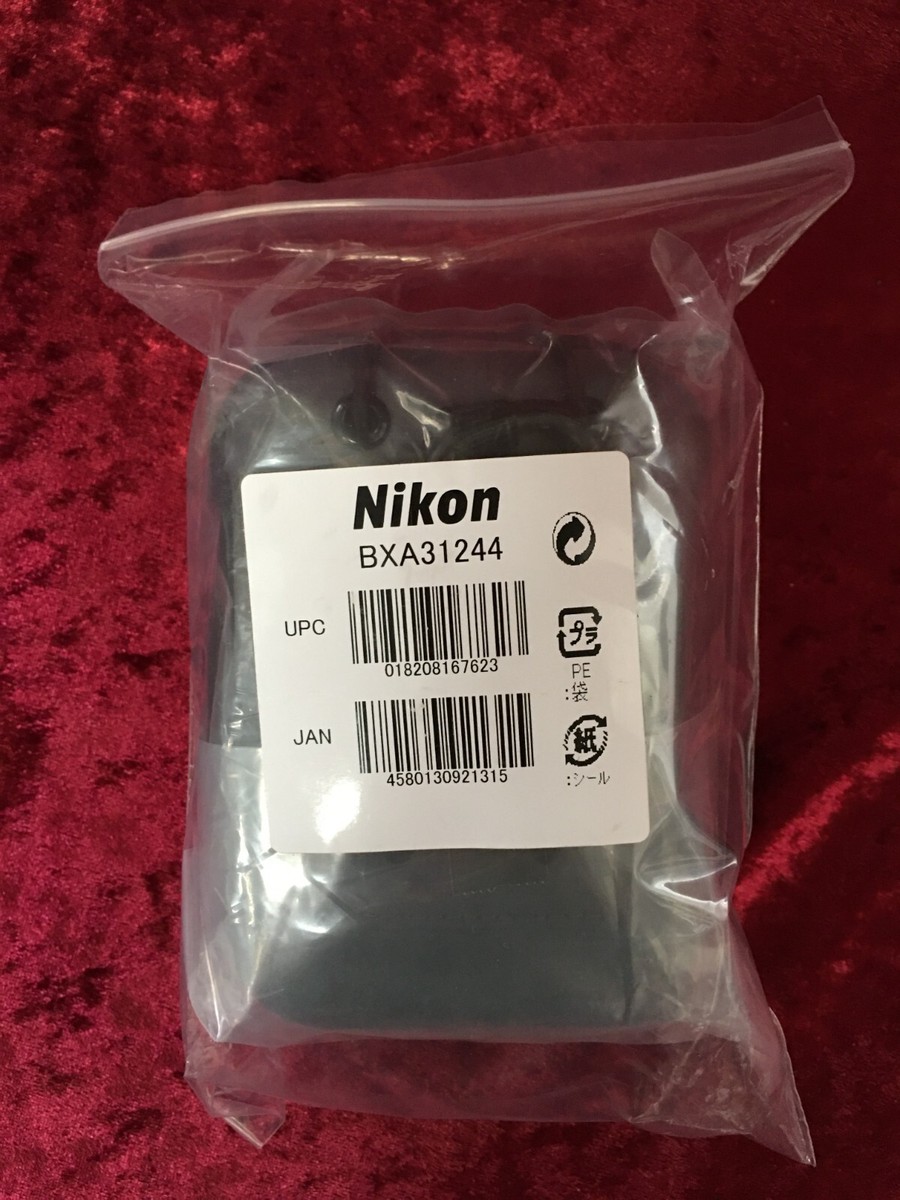 Nikon
BXA31244
UPC
018208167623
プラ
PE
:袋
JAN
4580130921315
紙
:シール